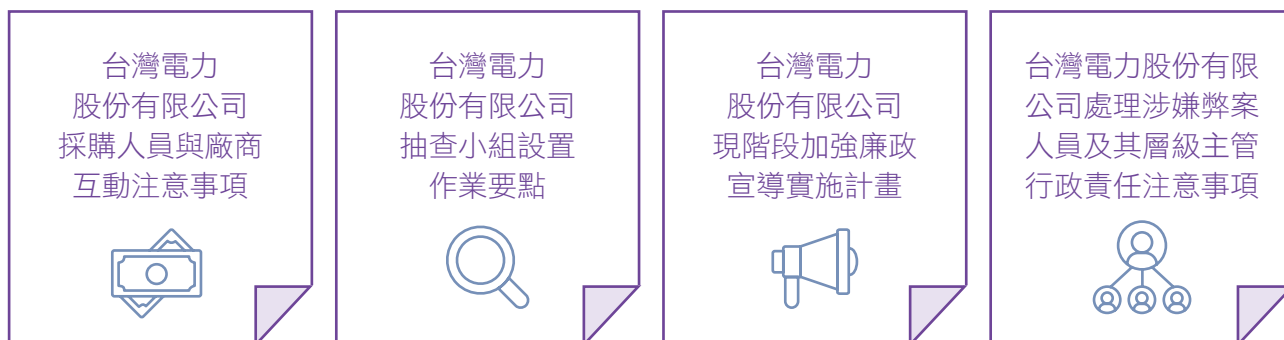 台灣電力
股份有限公司
採購人員與廠商
互動注意事項
台灣電力
股份有限公司
抽查小組設置
作業要點
台灣電力
股份有限公司
現階段加強廉政
宣導實施計畫
台灣電力股份有限
公司處理涉嫌弊案
人員及其層級主管
行政責任注意事項